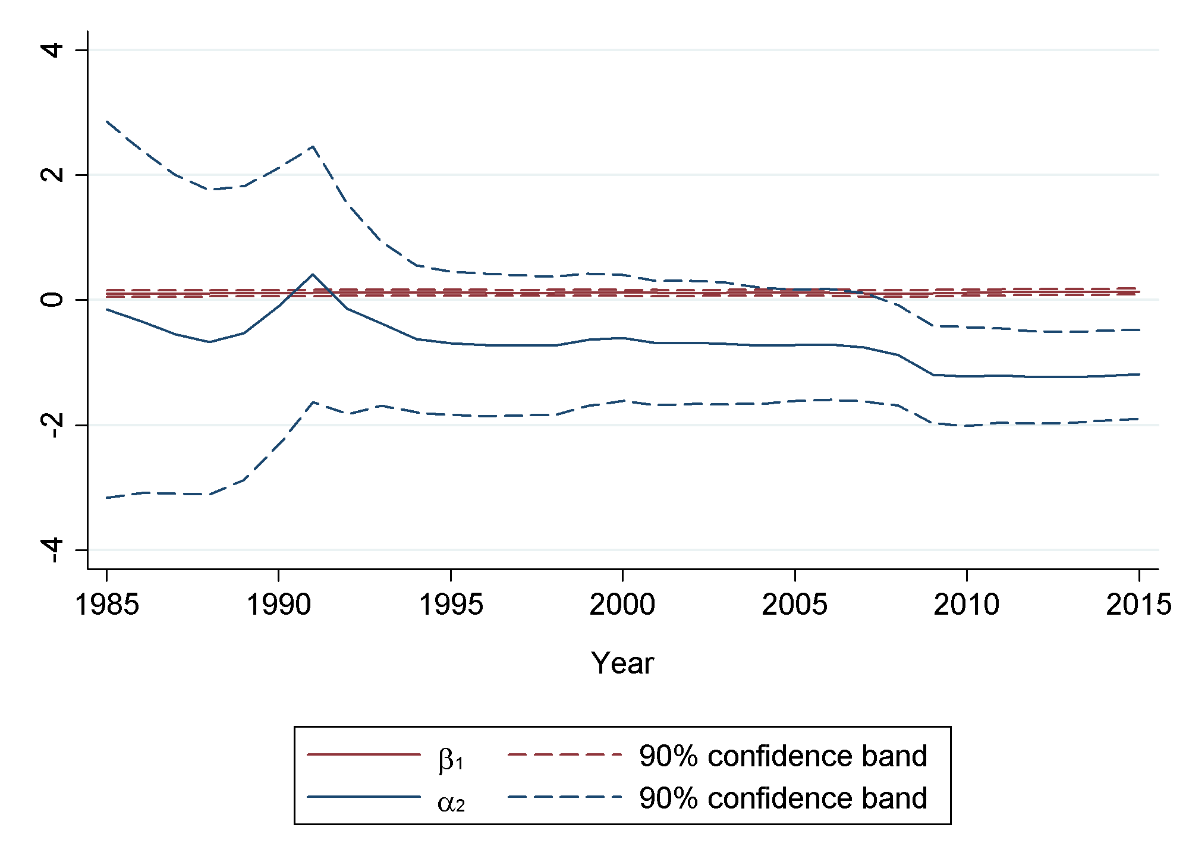 4
2
0
-2
-4
1985 1990 1995 2000 2005 2010 2015
Year
β₁ 90% confidence band
α₂ 90% confidence band